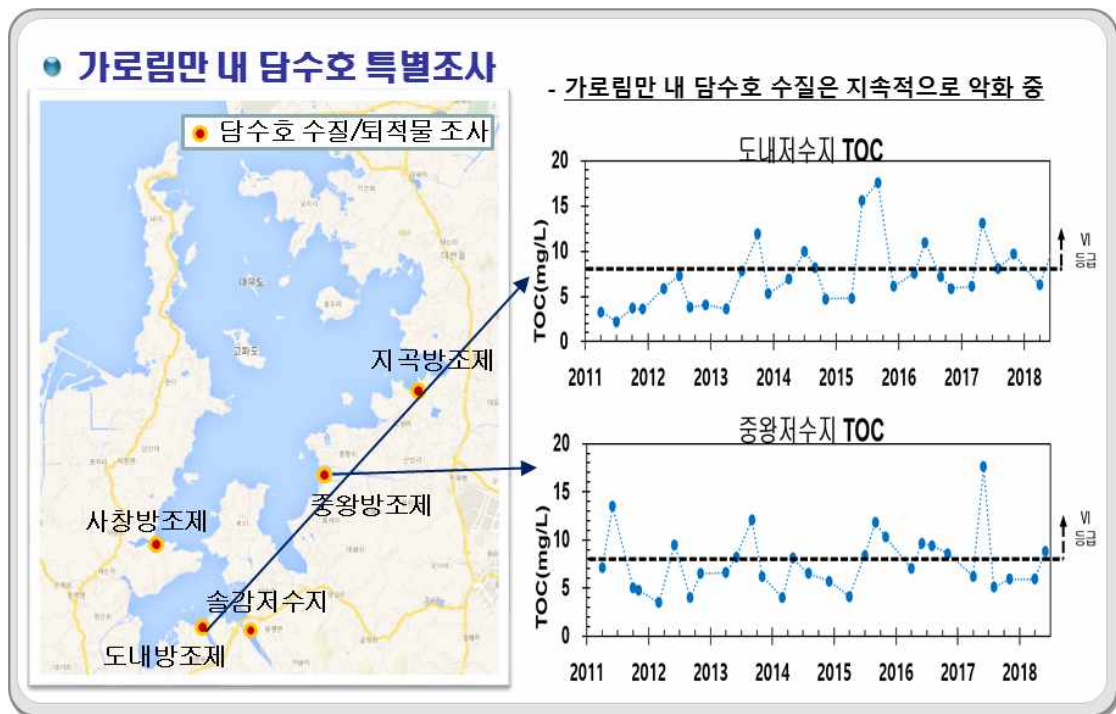 가로림만 내 담수호 특별조사
담수호 수질/퇴적물 조사
대우도
고파도
지곡방조제
중왕방조제
사창방조제
솔감저수지
도내방조제
- 가로림만 내 담수호 수질은 지속적으로 악화 중
도내저수지 TOC
TOC(mg/L)
20
15
10
5
0
2011 2012 2013 2014 2015 2016 2017 2018
VI
등급
중왕저수지 TOC
TOC(mg/L)
20
15
10
5
0
2011 2012 2013 2014 2015 2016 2017 2018
VI
등급